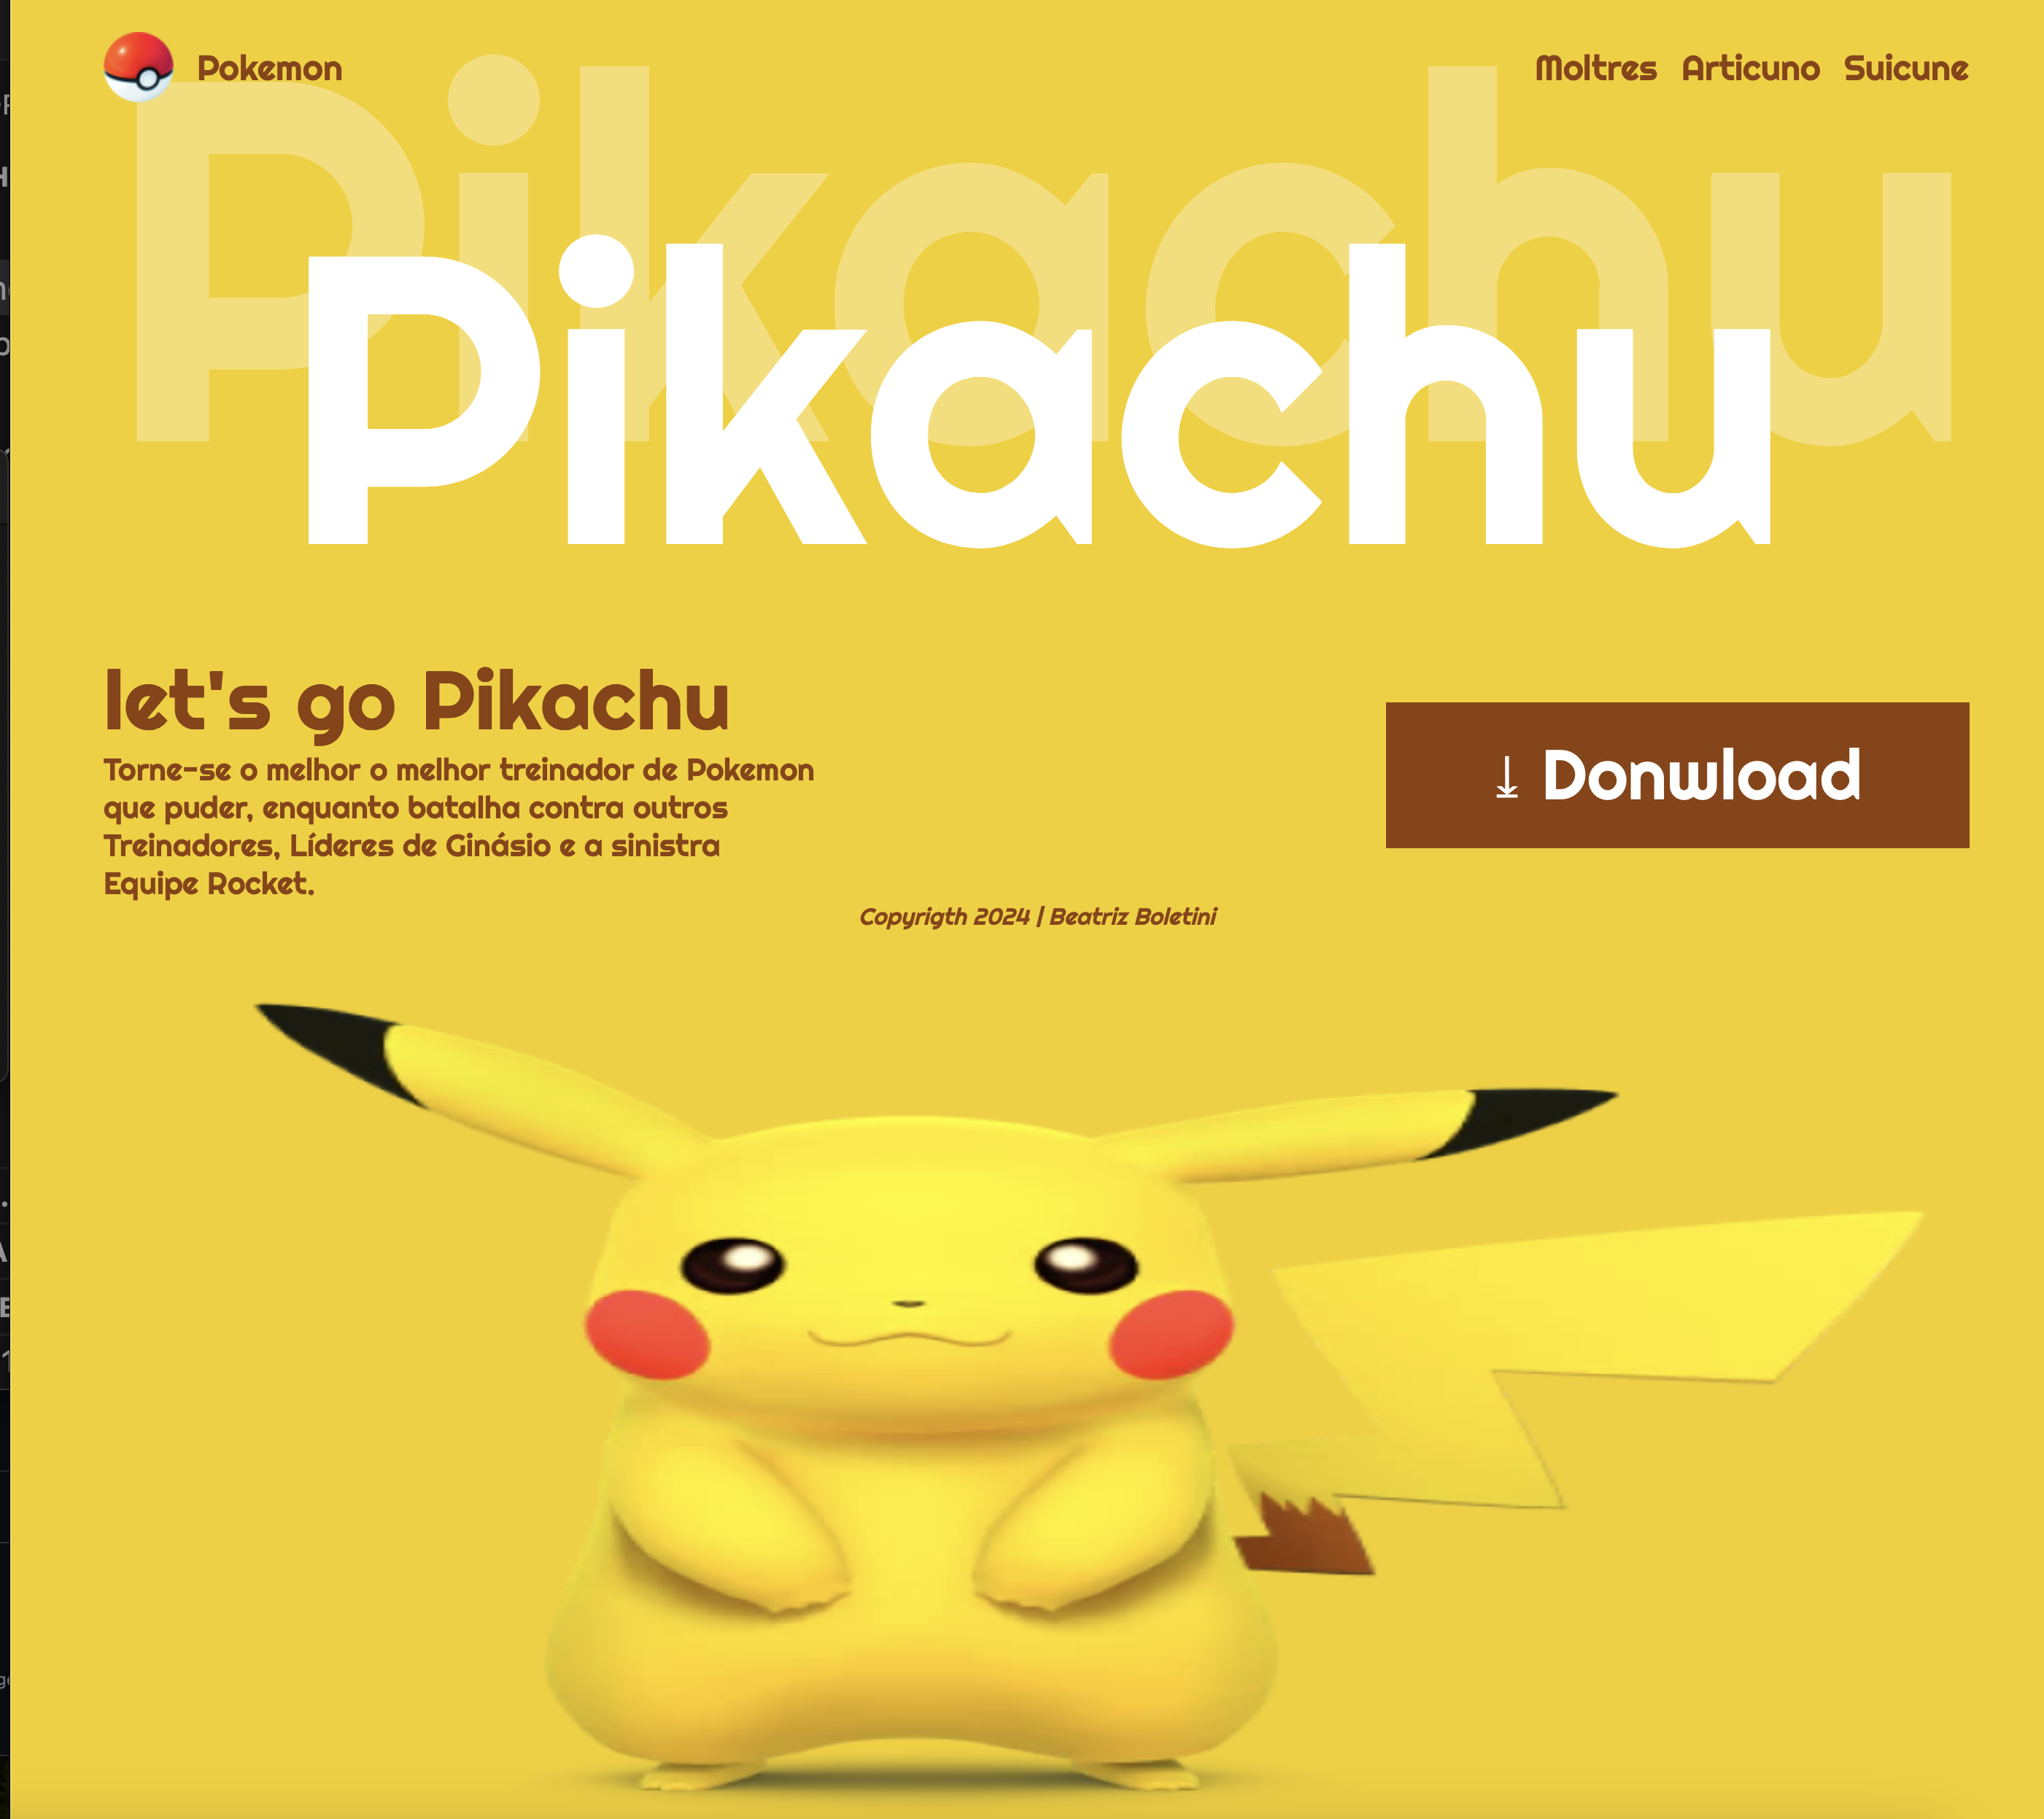 Pokemon
Moltres Articuno Suicune
Pikachu
Pikachu
let's go Pikachu
Torne-se o melhor o melhor treinador de Pokemon
que puder, enquanto batalha contra outros
Treinadores, Líderes de Ginásio e a sinistra
Equipe Rocket.
↓ Donwload
Copyrigth 2024 | Beatriz Boletini